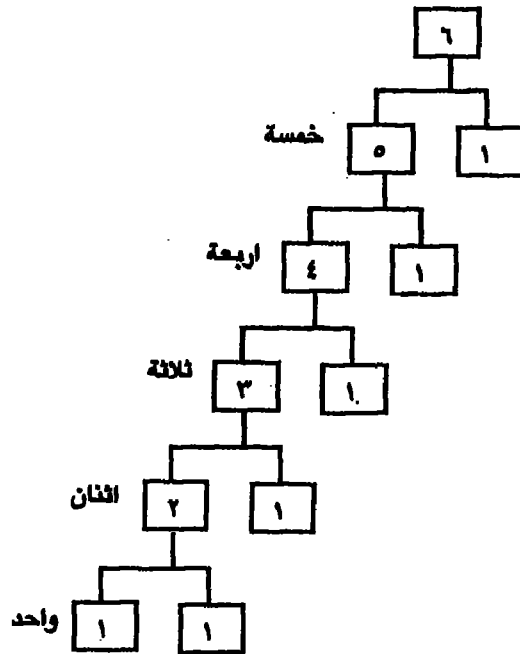 ٦
خمسة ٥ ١
اربعة ٤ ١
ثلاثة ٣ ١
اثنان ٢ ١
واحد ١ ١